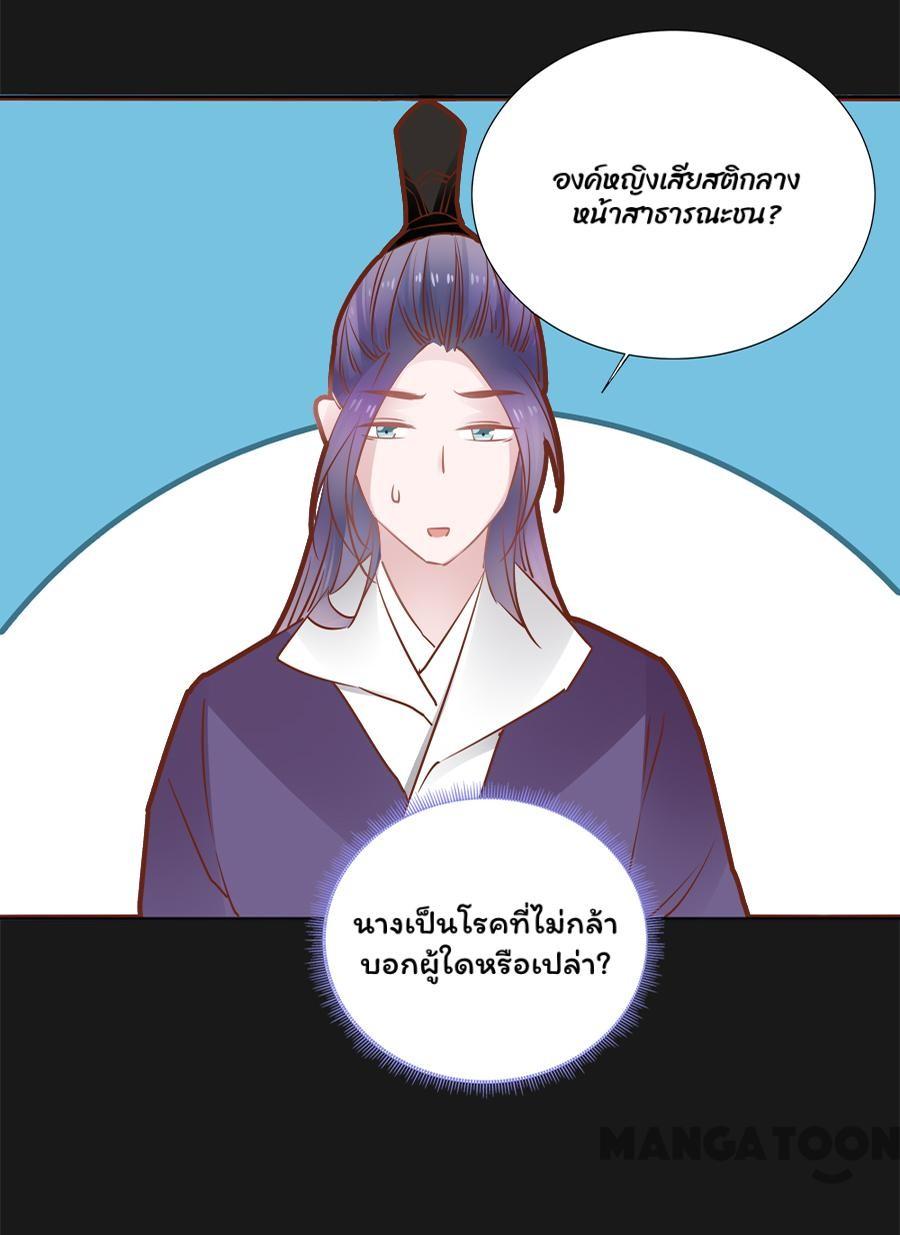 องค์หญิงเสียสติกลาง
หน้าสาธารณะชน?
นางเป็นโรคที่ไม่กล้า
บอกผู้ใดหรือเปล่า?
MANGATOON